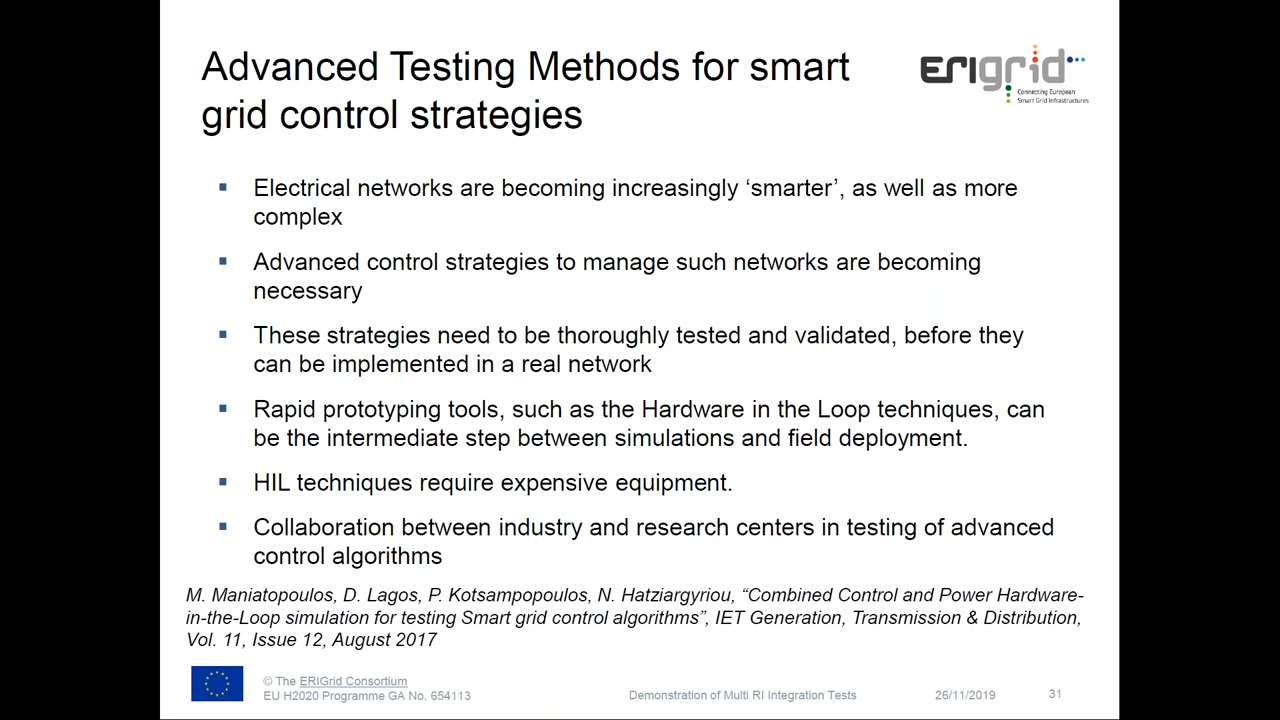 Advanced Testing Methods for smart
grid control strategies
ERIGrid
Connecting European
Smart Grid Infrastructures
▪ Electrical networks are becoming increasingly ‘smarter’, as well as more
complex
▪ Advanced control strategies to manage such networks are becoming
necessary
▪ These strategies need to be thoroughly tested and validated, before they
can be implemented in a real network
▪ Rapid prototyping tools, such as the Hardware in the Loop techniques, can
be the intermediate step between simulations and field deployment.
▪ HIL techniques require expensive equipment.
▪ Collaboration between industry and research centers in testing of advanced
control algorithms
M. Maniatopoulos, D. Lagos, P. Kotsampopoulos, N. Hatziargyriou, “Combined Control and Power Hardware-
in-the-Loop simulation for testing Smart grid control algorithms”, IET Generation, Transmission & Distribution,
Vol. 11, Issue 12, August 2017
© The ERIGrid Consortium
EU H2020 Programme GA No. 654113
Demonstration of Multi RI Integration Tests
26/11/2019
31